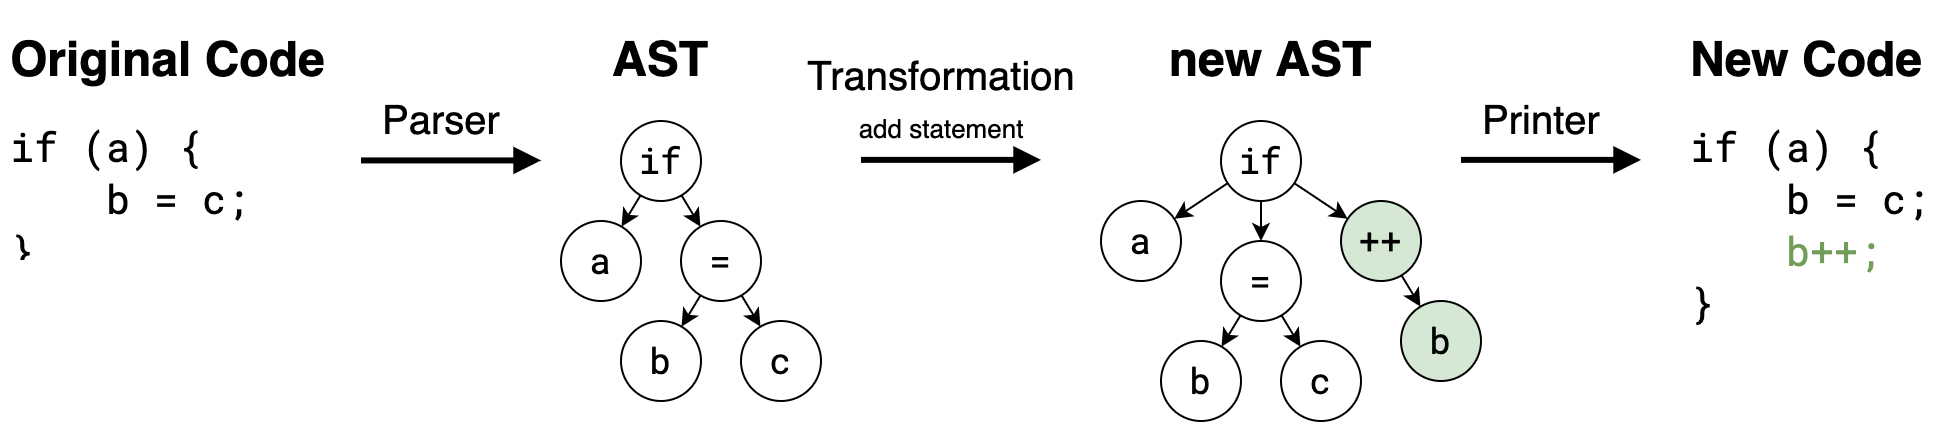 Original Code
if (a) {
    b = c;
}
Parser
AST
if
a
=
b
c
Transformation
add statement
new AST
if
a
=
++
b
c
b
Printer
New Code
if (a) {
    b = c;
    b++;
}